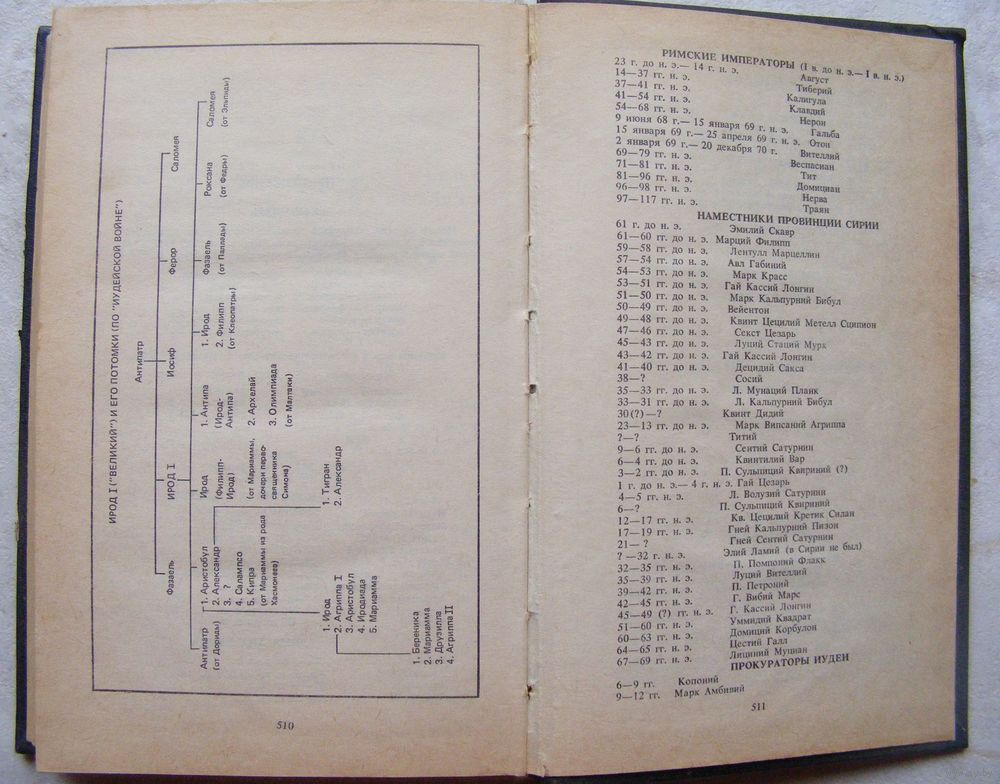 ИРОД I ("ВЕЛИКИЙ") И ЕГО ПОТОМКИ (ПО "ИУДЕЙСКОЙ ВОЙНЕ")
Антипатр
Фазаель
ИРОД I
Иосиф
Ферор
Саломея
Антипатр
(от Дориды)
1. Аристобул
2. Александр
3. ?
4. Салампсо
5. Кипра
(от Мариаммы из рода
Хасмонеев)
Ирод
(Филипп-
Ирод)
(от Мариаммы,
дочери перво-
священника
Симона)
1. Антипа
(Ирод-
Антипа)
2. Архелай
3. Олимпиада
(от Малтаки)
1. Ирод
2. Филипп
(от Клеопатры)
Фазаель
(от Паллады)
Роксана
(от Федры)
Саломея
(от Эльпиды)
1. Ирод
2. Агриппа I
3. Аристобул
4. Иродиада
5. Мариамма
1. Тигран
2. Александр
1. Береника
2. Мариамма
3. Друзилла
4. Агриппа II
510
РИМСКИЕ ИМПЕРАТОРЫ (I в. до н. э.— I в. н. э.)
23 г. до н. э.— 14 г. н. э. Август
14—37 гг. н. э. Тиберий
37—41 гг. н. э. Калигула
41—54 гг. н. э. Клавдий
54—68 гг. н. э. Нерон
9 июня 68 г.— 15 января 69 г. н. э. Гальба
15 января 69 г.— 25 апреля 69 г. н. э. Отон
2 января 69 г.— 20 декабря 70 г. Вителлий
69—79 гг. н. э. Веспасиан
71—81 гг. н. э. Тит
81—96 гг. н. э. Домициан
96—98 гг. н. э. Нерва
97—117 гг. н. э. Траян
НАМЕСТНИКИ ПРОВИНЦИИ СИРИИ
61 г. до н. э. Эмилий Скавр
61—60 гг. до н. э. Марций Филипп
59—58 гг. до н. э. Лентулл Марцеллин
57—54 гг. до н. э. Авл Габиний
54—53 гг. до н. э. Марк Красс
53—51 гг. до н. э. Гай Кассий Лонгин
51—50 гг. до н. э. Марк Кальпурний Бибул
50—49 гг. до н. э. Вейентон
49—48 гг. до н. э. Квинт Цецилий Метелл Сципион
47—46 гг. до н. э. Секст Цезарь
45—43 гг. до н. э. Луций Стаций Мурк
43—42 гг. до н. э. Гай Кассий Лонгин
41—40 гг. до н. э. Децидий Сакса
38—? Сосий
35—33 гг. до н. э. Л. Мунаций Планк
33—31 гг. до н. э. Л. Кальпурний Бибул
30 (?) —? Квинт Дидий
23—13 гг. до н. э. Марк Випсаний Агриппа
?—? Титий
9—6 гг. до н. э. Сентий Сатурнин
6—4 гг. до н. э. Квинтилий Вар
3—2 гг. до н. э. П. Сульпиций Квириний (?)
1 г. до н. э.— 4 г. н. э. Гай Цезарь
4—5 гг. н. э. Л. Волузий Сатурнин
6—? П. Сульпиций Квириний
12—17 гг. н. э. Кв. Цецилий Кретик Силан
17—19 гг. н. э. Гней Кальпурний Пизон
21— ? Гней Сентий Сатурнин
? —32 г. н. э. Элий Ламий (в Сирии не был)
32—35 гг. н. э. П. Помпоний Флакк
35—39 гг. н. э. Луций Вителлий
39—42 гг. н. э. П. Петроний
42—45 гг. н. э. Г. Вибий Марс
45—49 (?) гг. н. э. Г. Кассий Лонгин
51—60 гг. н. э. Уммидий Квадрат
60—63 гг. н. э. Домиций Корбулон
64—65 гг. н. э. Цестий Галл
67—69 гг. н. э. Лициний Муциан
ПРОКУРАТОРЫ ИУДЕИ
6—9 гг. Копоний
9—12 гг. Марк Амбивий
511